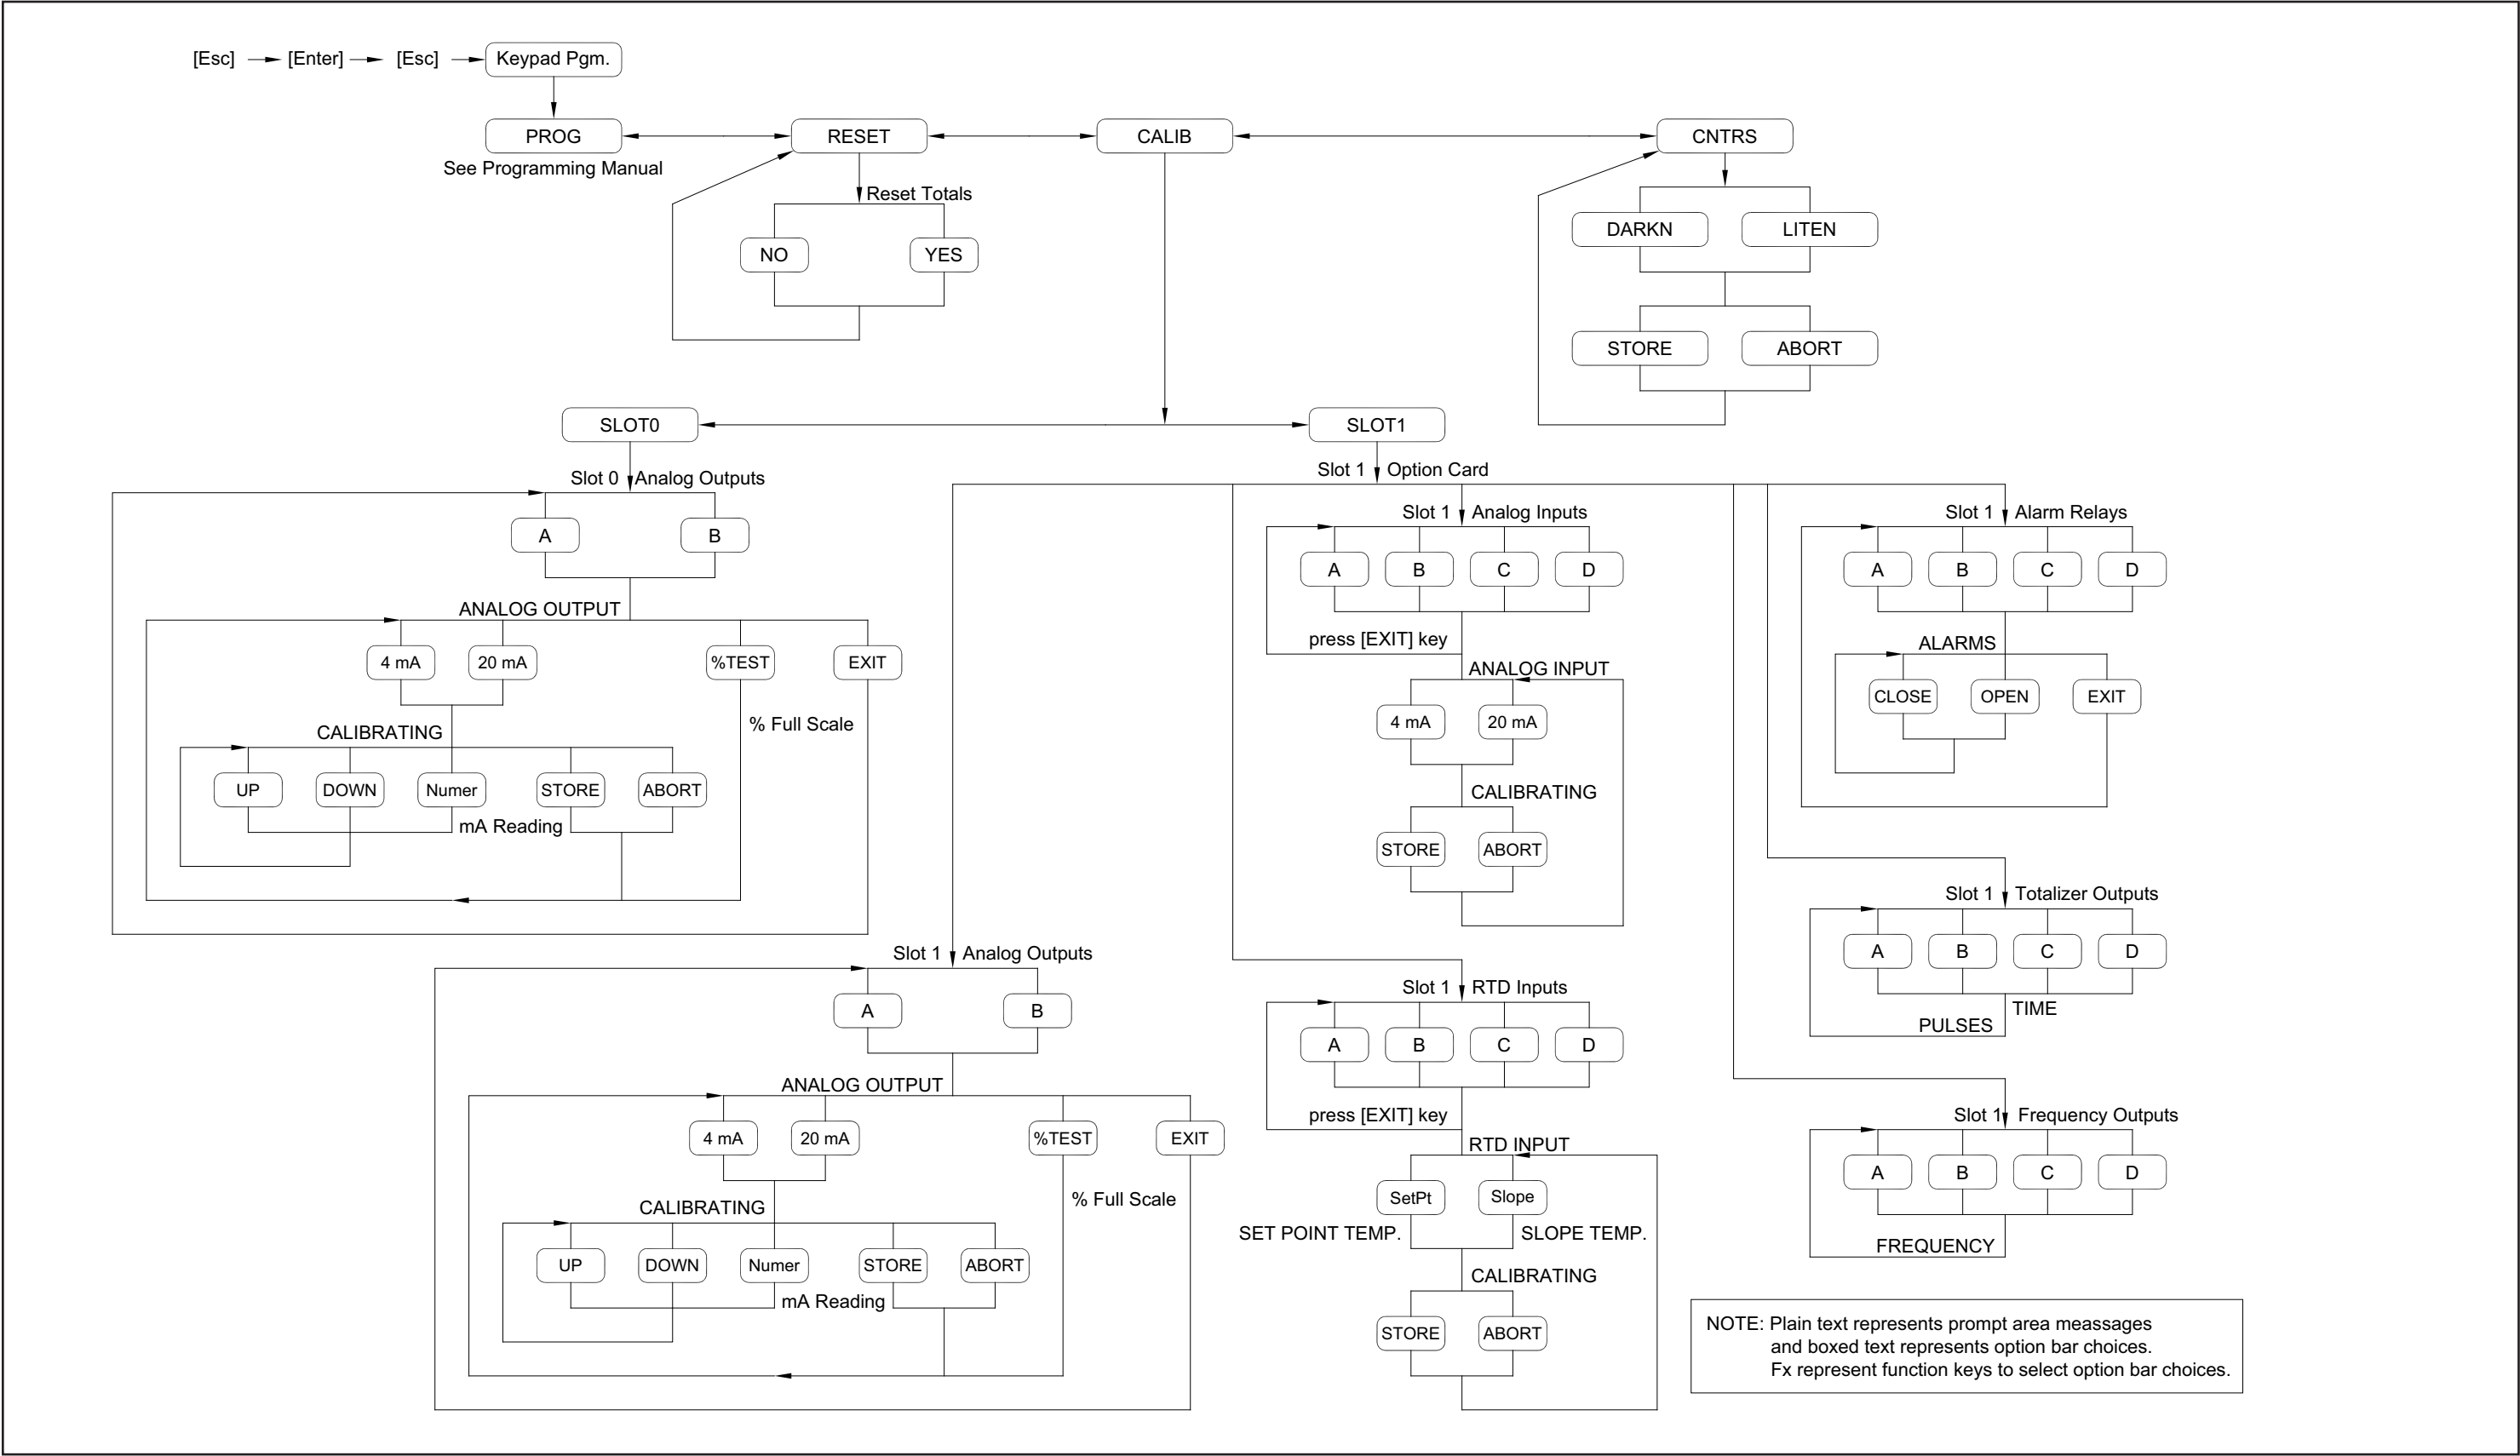 [Esc] [Enter] [Esc] Keypad Pgm.
PROG RESET CALIB CNTRS
See Programming Manual
Reset Totals
NO YES
DARKN LITEN
STORE ABORT
SLOT0 SLOT1
Slot 0 Analog Outputs
A B
ANALOG OUTPUT
4 mA 20 mA %TEST EXIT
% Full Scale
CALIBRATING
UP DOWN Numer STORE ABORT
mA Reading
Slot 1 Option Card
Slot 1 Analog Outputs
A B
ANALOG OUTPUT
4 mA 20 mA %TEST EXIT
% Full Scale
CALIBRATING
UP DOWN Numer STORE ABORT
mA Reading
Slot 1 Analog Inputs
A B C D
press [EXIT] key
ANALOG INPUT
4 mA 20 mA
CALIBRATING
STORE ABORT
Slot 1 RTD Inputs
A B C D
press [EXIT] key
RTD INPUT
SetPt Slope
SET POINT TEMP. SLOPE TEMP.
CALIBRATING
STORE ABORT
Slot 1 Alarm Relays
A B C D
ALARMS
CLOSE OPEN EXIT
Slot 1 Totalizer Outputs
A B C D
TIME
PULSES
Slot 1 Frequency Outputs
A B C D
FREQUENCY
NOTE: Plain text represents prompt area meassages
and boxed text represents option bar choices.
Fx represent function keys to select option bar choices.